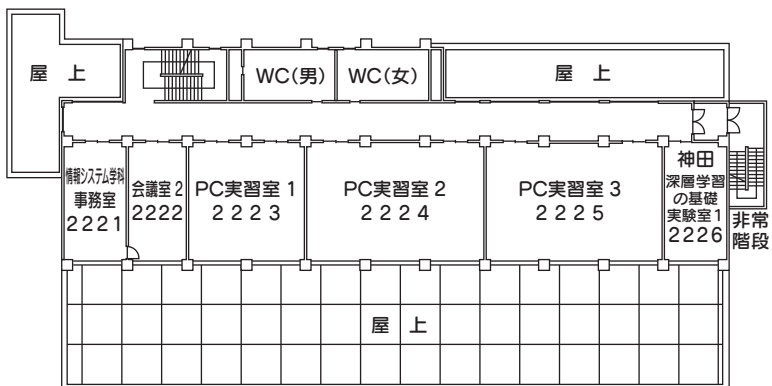 屋 上
WC(男)
WC(女)
屋 上
情報システム学科
事務室
2221
会議室2
2222
PC実習室1
2223
PC実習室2
2224
PC実習室3
2225
神田
深層学習
の基礎
実験室1
2226
非常
階段
屋 上